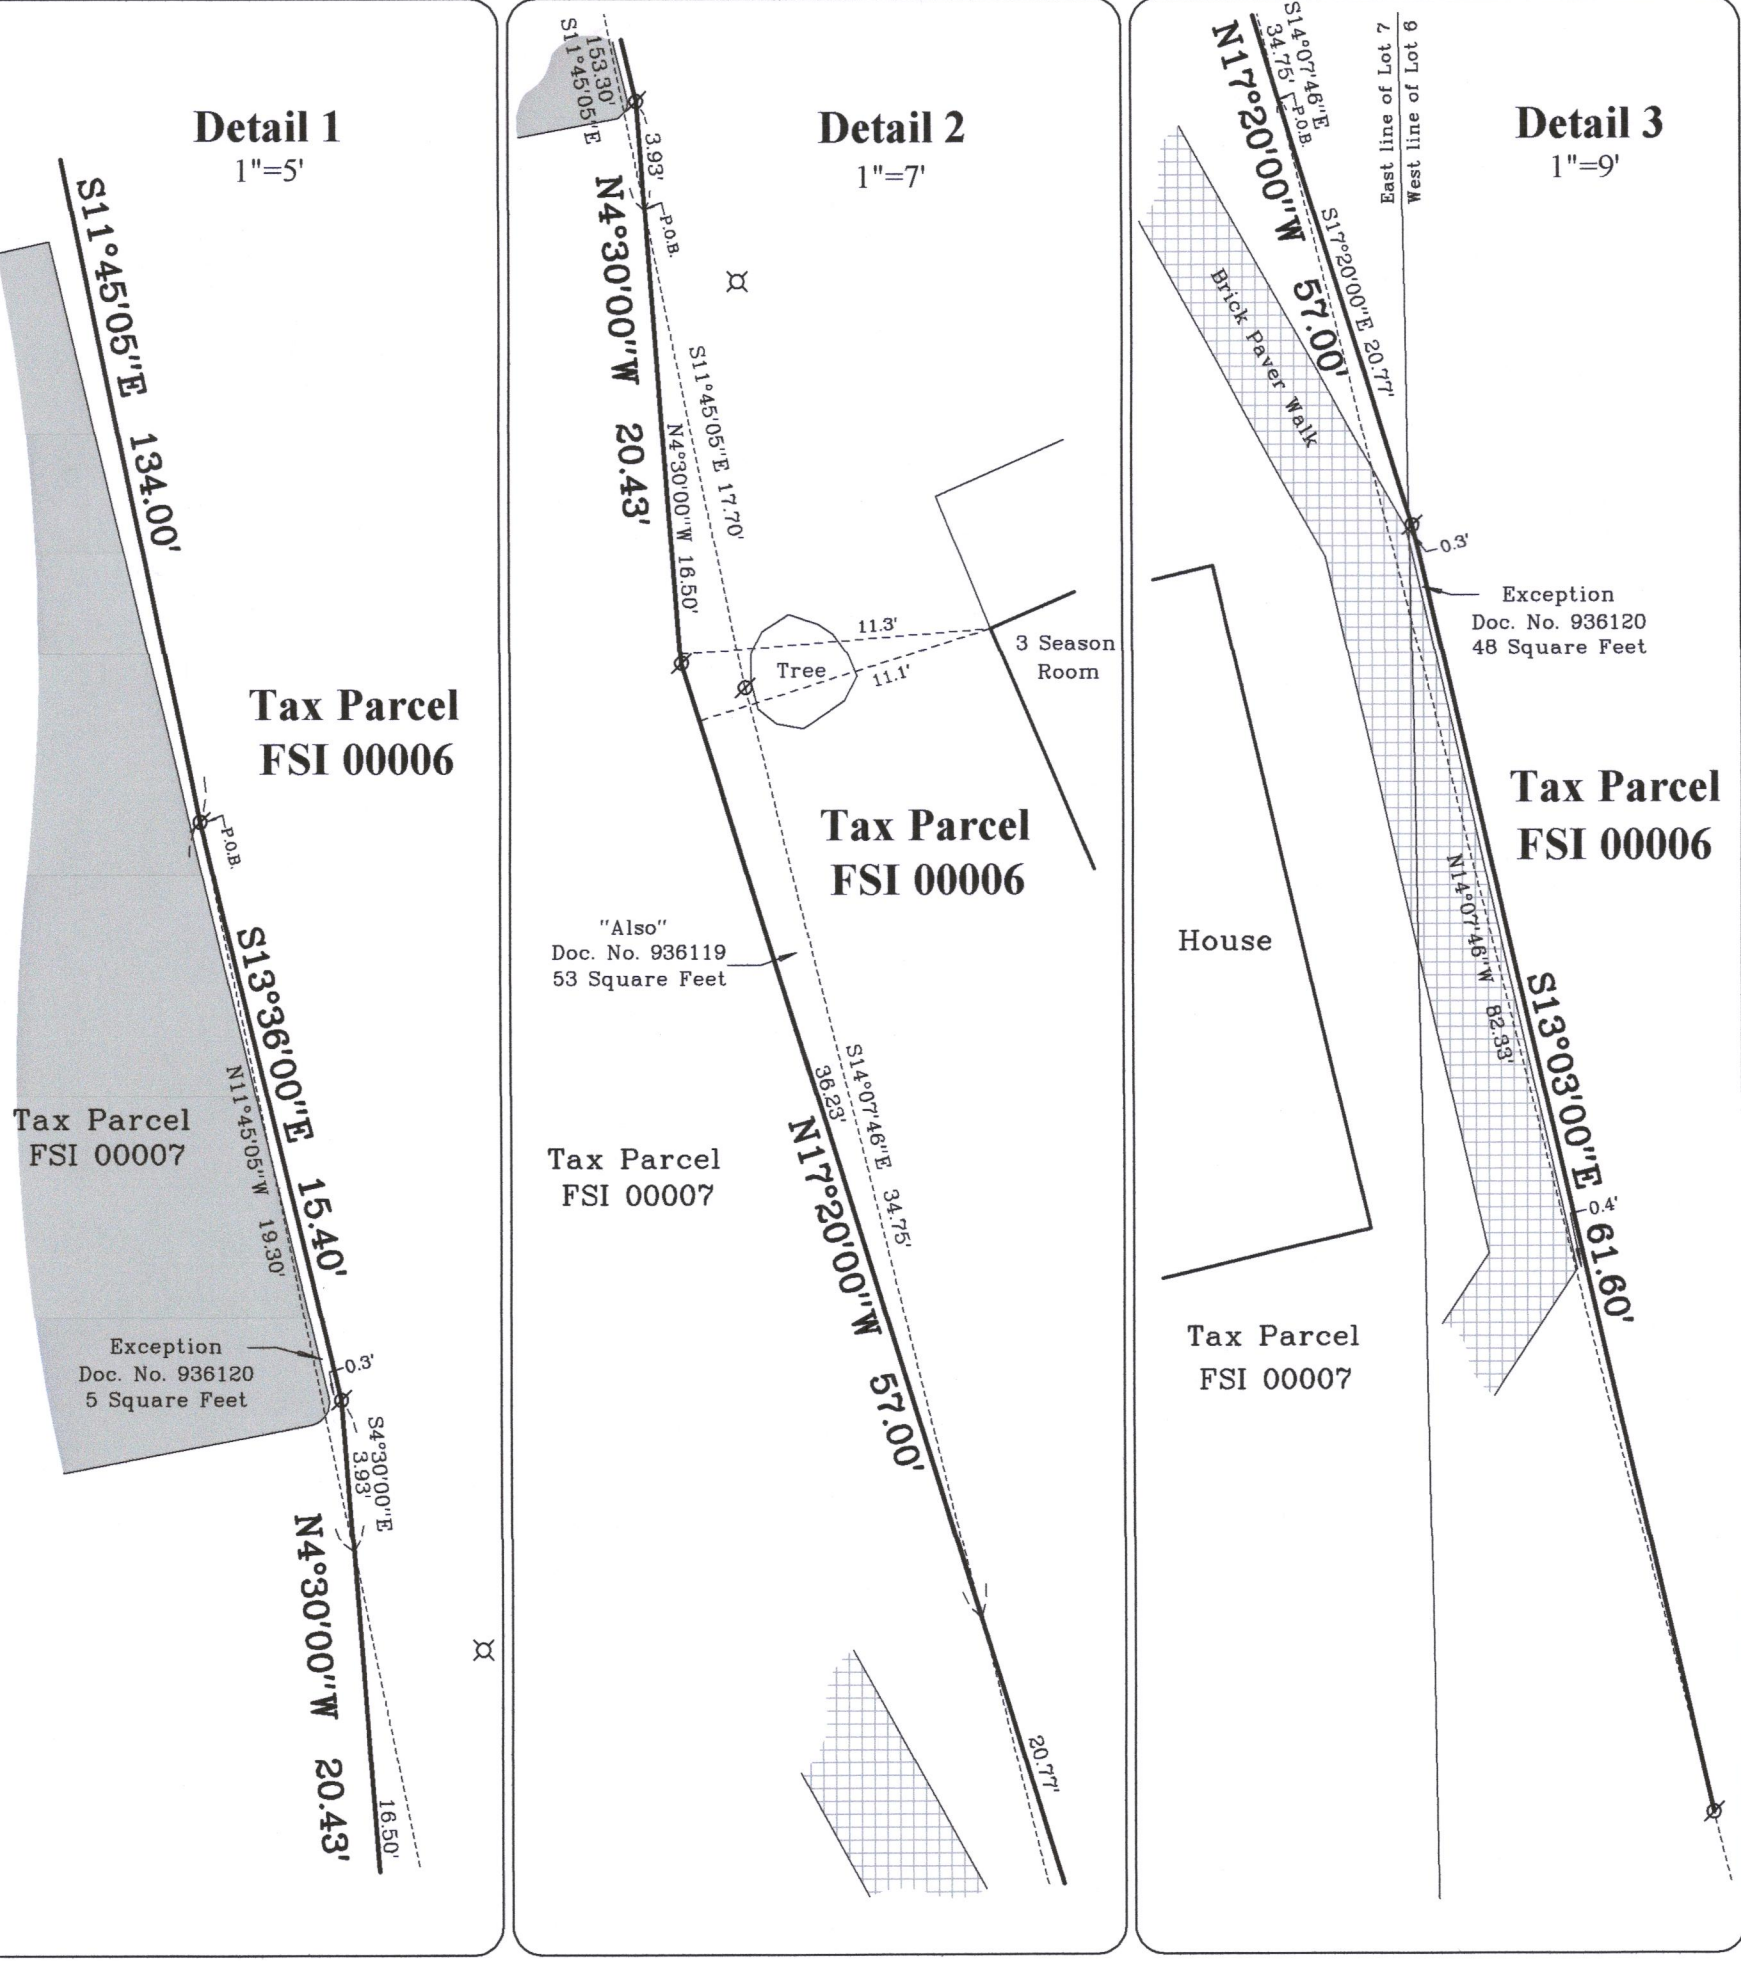 Detail 1
1"=5'
S11°45'05"E 134.00'
Tax Parcel
FSI 00006
P.O.B.
S13°36'00"E 15.40'
N11°45'05"W 19.30'
Tax Parcel
FSI 00007
Exception
Doc. No. 936120
5 Square Feet
0.3'
S4°30'00"E
3.93'
N4°30'00"W 20.43'
16.50'
Detail 2
1"=7'
153.30'
S11°45'05"E
3.93'
P.O.B.
N4°30'00"W 20.43'
S11°45'05"E 17.70'
N4°30'00"W 16.50'
11.3'
Tree
11.1'
3 Season
Room
Tax Parcel
FSI 00006
"Also"
Doc. No. 936119
53 Square Feet
S14°07'46"E 34.75'
36.23'
Tax Parcel
FSI 00007
N17°20'00"W 57.00'
20.77'
Detail 3
1"=9'
S14°07'46"E
34.75'
P.O.B.
N17°20'00"W 57.00'
East line of Lot 7
West line of Lot 6
S17°20'00"E 20.77'
Brick Paver Walk
0.3'
Exception
Doc. No. 936120
48 Square Feet
Tax Parcel
FSI 00006
N14°07'46"W 82.33'
House
S13°03'00"E 61.60'
0.4'
Tax Parcel
FSI 00007